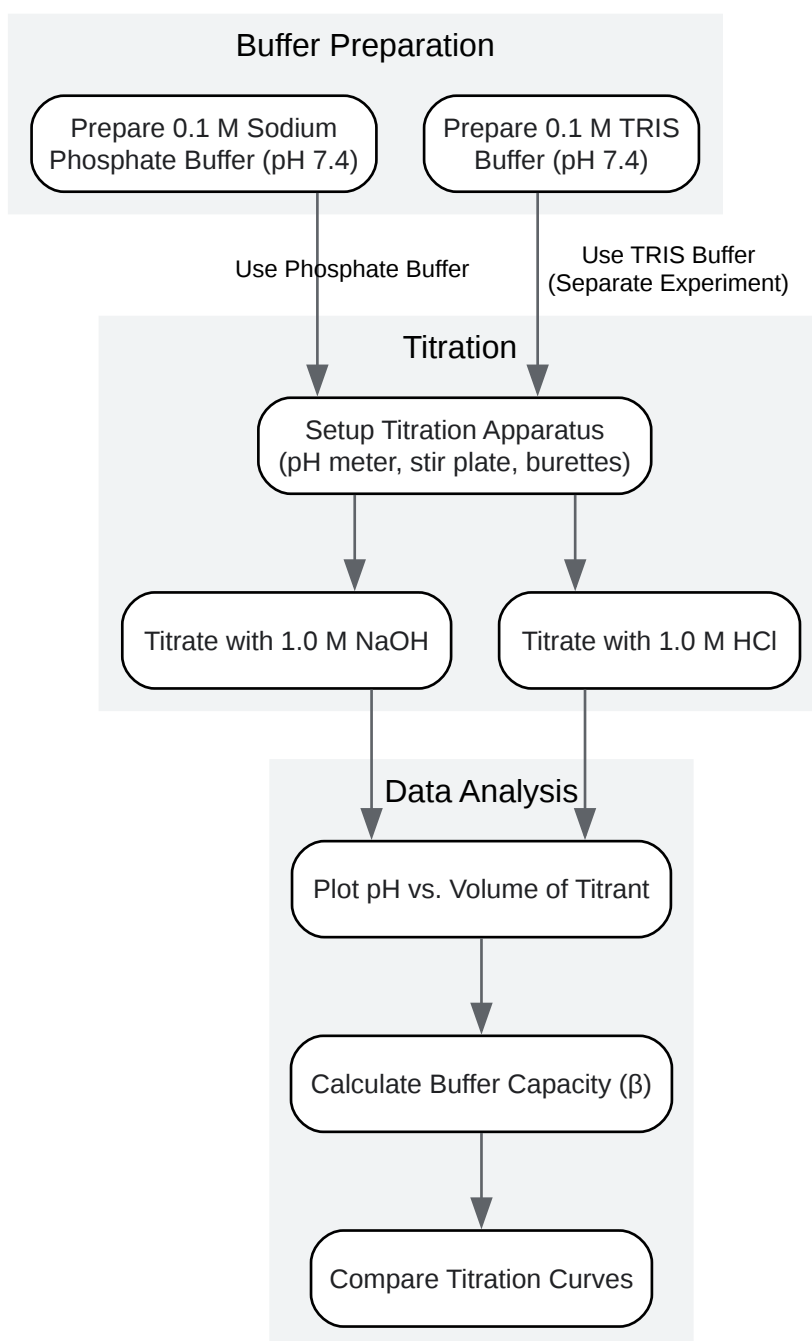 Buffer Preparation
Prepare 0.1 M Sodium
Phosphate Buffer (pH 7.4)
Prepare 0.1 M TRIS
Buffer (pH 7.4)
Use Phosphate Buffer
Use TRIS Buffer
(Separate Experiment)
Titration
Setup Titration Apparatus
(pH meter, stir plate, burettes)
Titrate with 1.0 M NaOH
Titrate with 1.0 M HCl
Data Analysis
Plot pH vs. Volume of Titrant
Calculate Buffer Capacity (β)
Compare Titration Curves